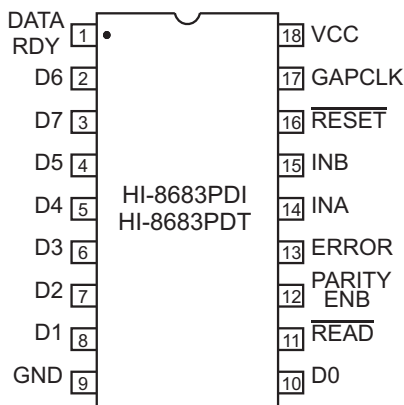 DATA
RDY 1 18 VCC
D6 2 17 GAPCLK
D7 3 16 RESET
D5 4 15 INB
HI-8683PDI
HI-8683PDT
D4 5 14 INA
D3 6 13 ERROR
D2 7 12 PARITY
ENB
D1 8 11 READ
GND 9 10 D0